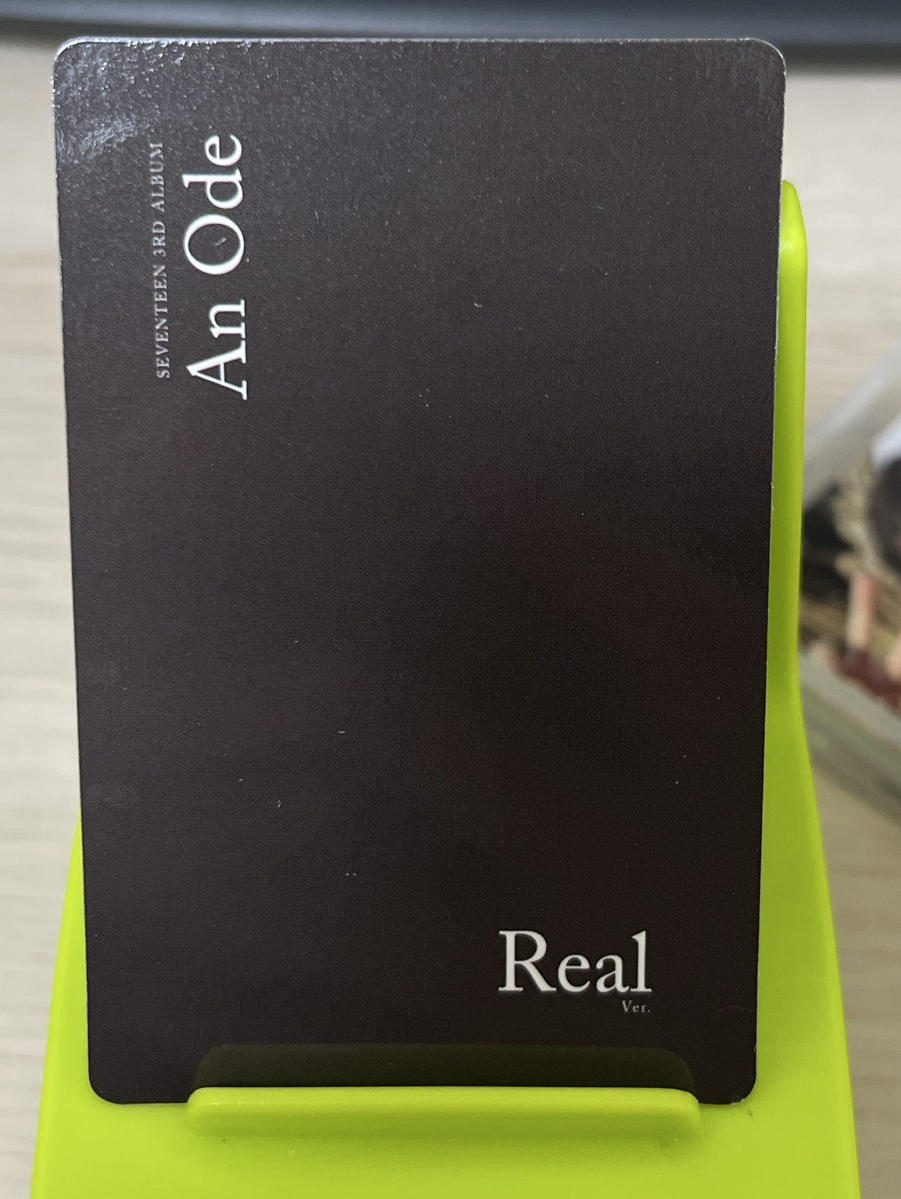 SEVENTEEN 3RD ALBUM
An Ode
Real
Ver.